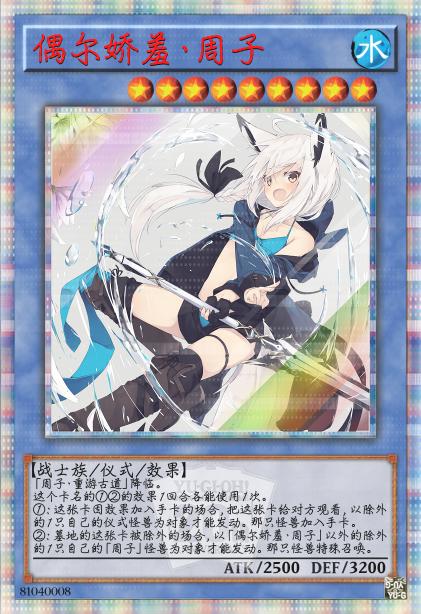 偶尔娇羞·周子
水
【战士族/仪式/效果】
「周子·重游古道」降临。
这个卡名的①②的效果1回合各能使用1次。
①:这张卡因效果加入手卡的场合,把这张卡给对方观看,以除外
的1只自己的仪式怪兽为对象才能发动。那只怪兽加入手卡。
②:墓地的这张卡被除外的场合,以「偶尔娇羞·周子」以外的除外
的1只自己的「周子」怪兽为对象才能发动。那只怪兽特殊召唤。
YU-GI-OH!
ATK/2500 DEF/3200
81040008